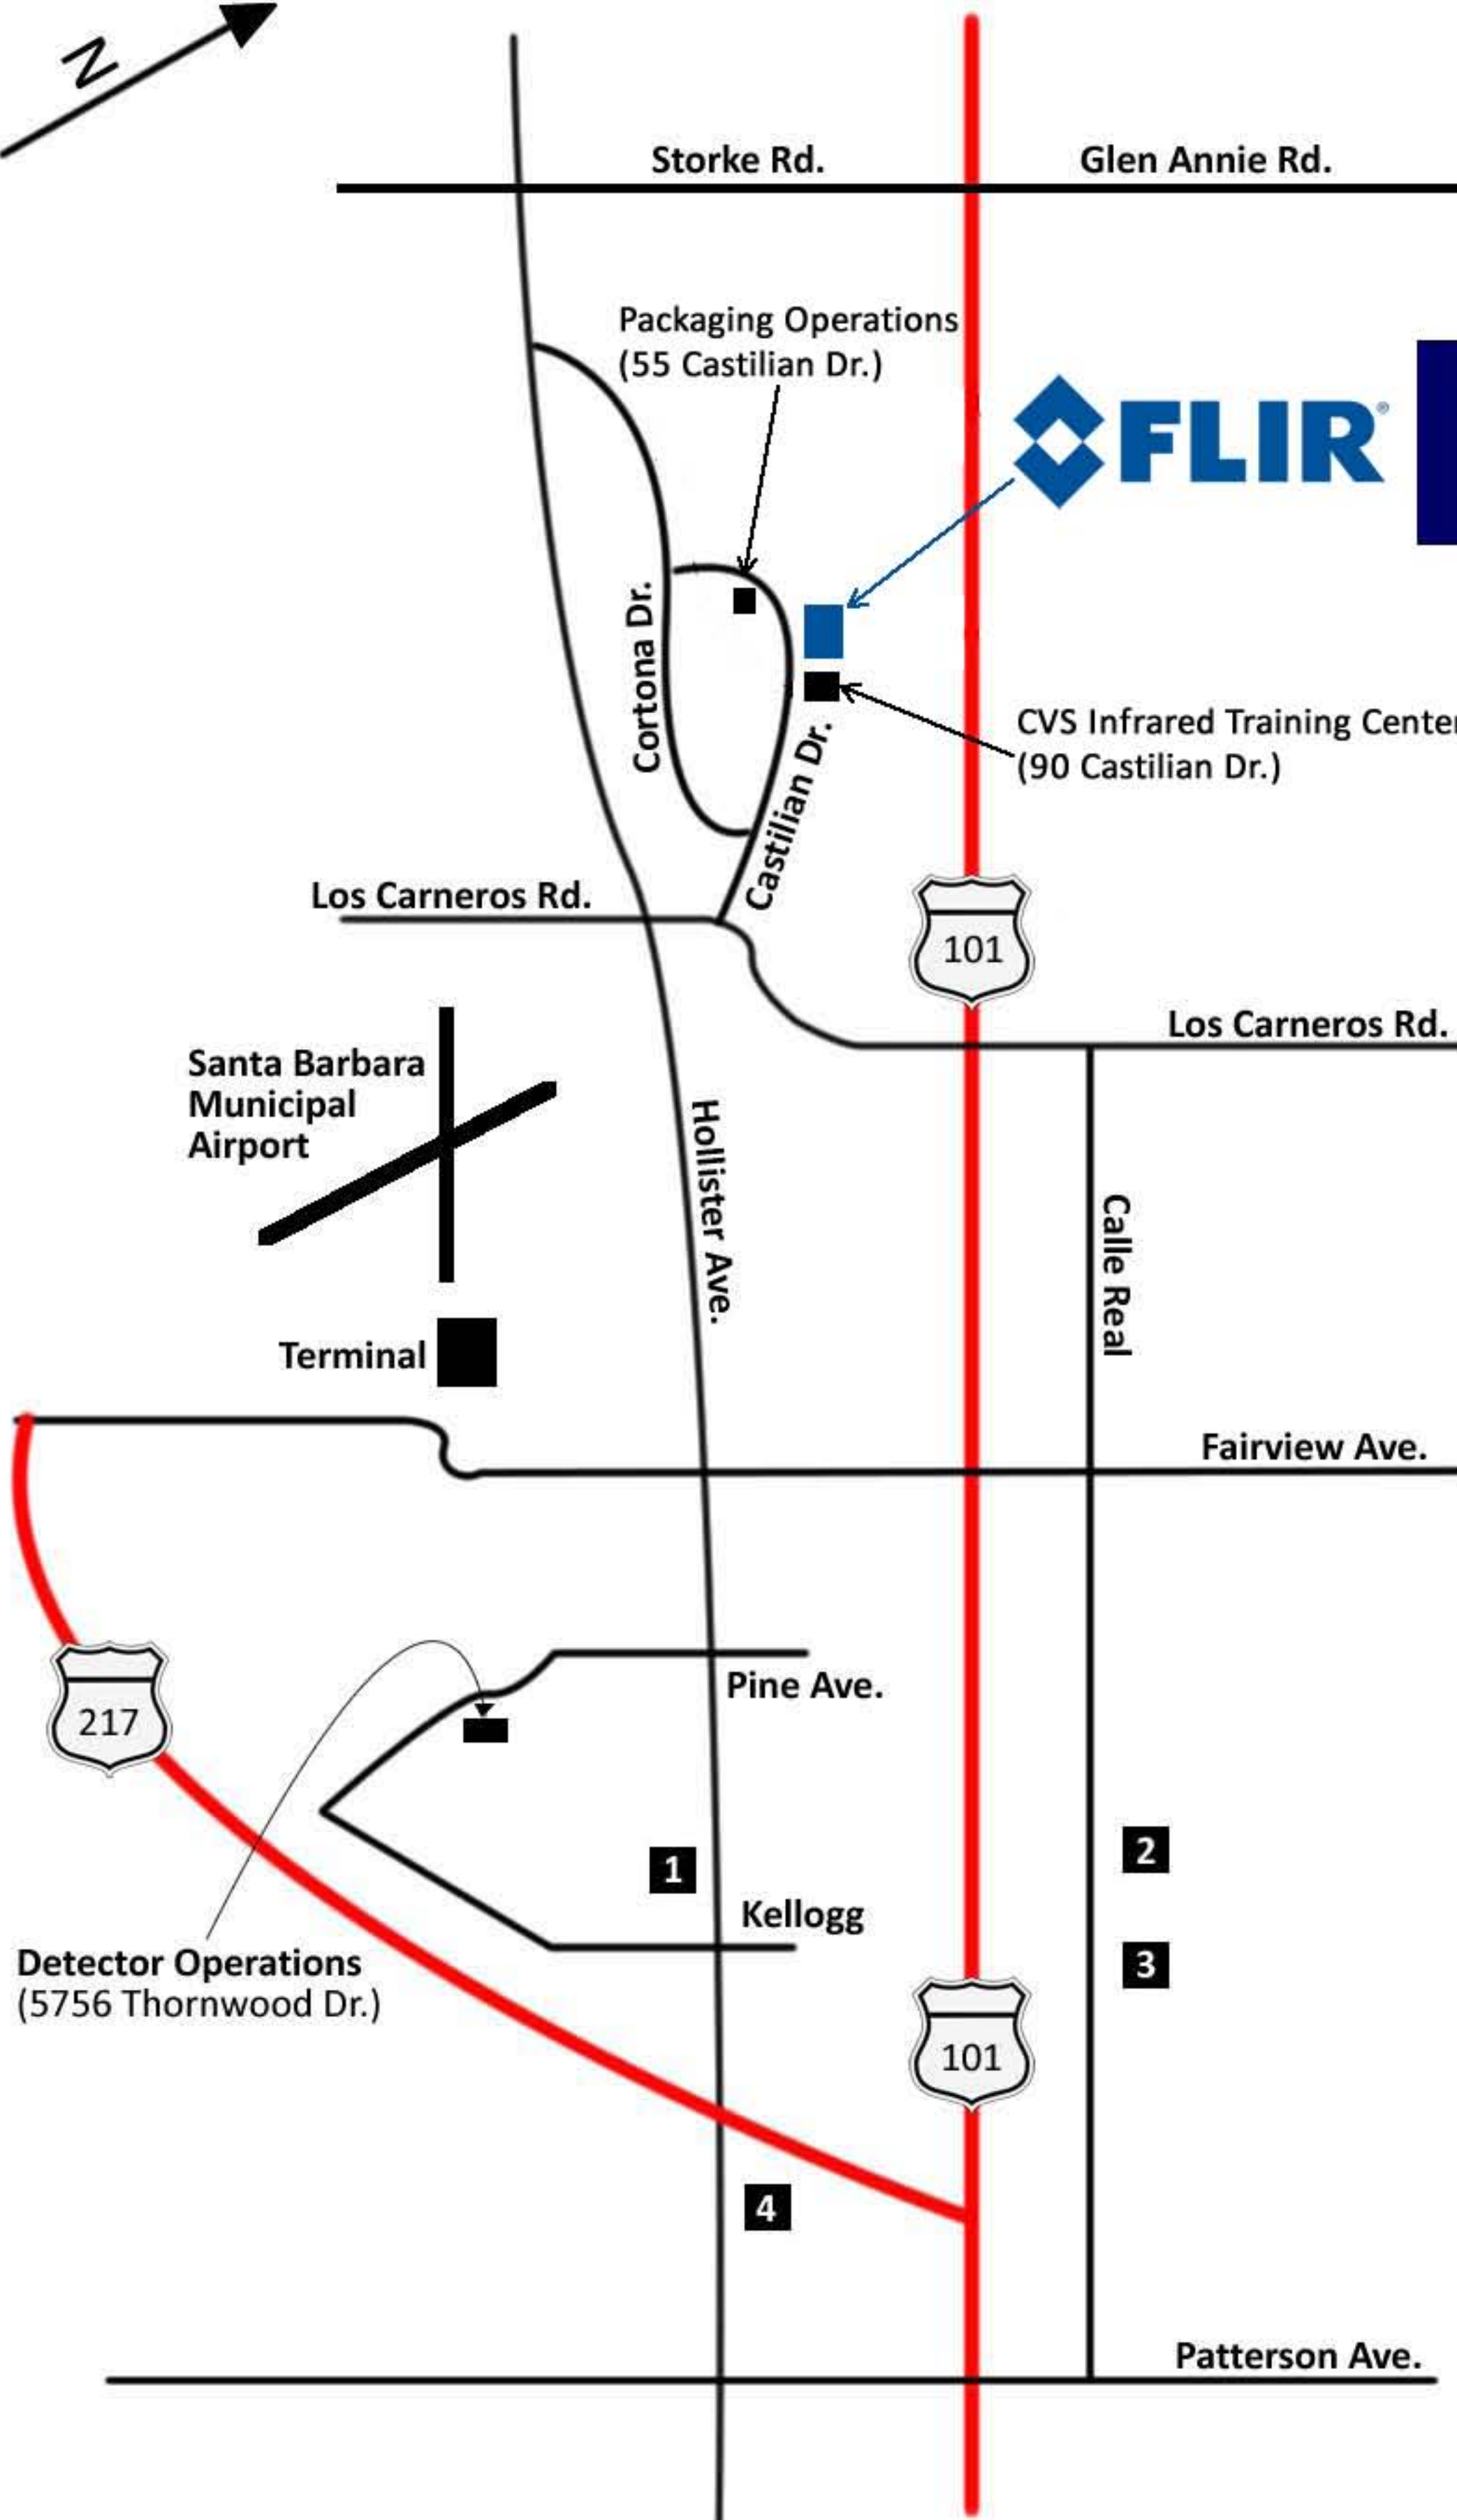 N
Storke Rd.
Glen Annie Rd.
Packaging Operations
(55 Castilian Dr.)
FLIR®
Cortona Dr.
CVS Infrared Training Center
(90 Castilian Dr.)
Castilian Dr.
Los Carneros Rd.
101
Los Carneros Rd.
Santa Barbara
Municipal
Airport
Hollister Ave.
Calle Real
Terminal
Fairview Ave.
Pine Ave.
217
2
1
Kellogg
3
Detector Operations
(5756 Thornwood Dr.)
101
4
Patterson Ave.